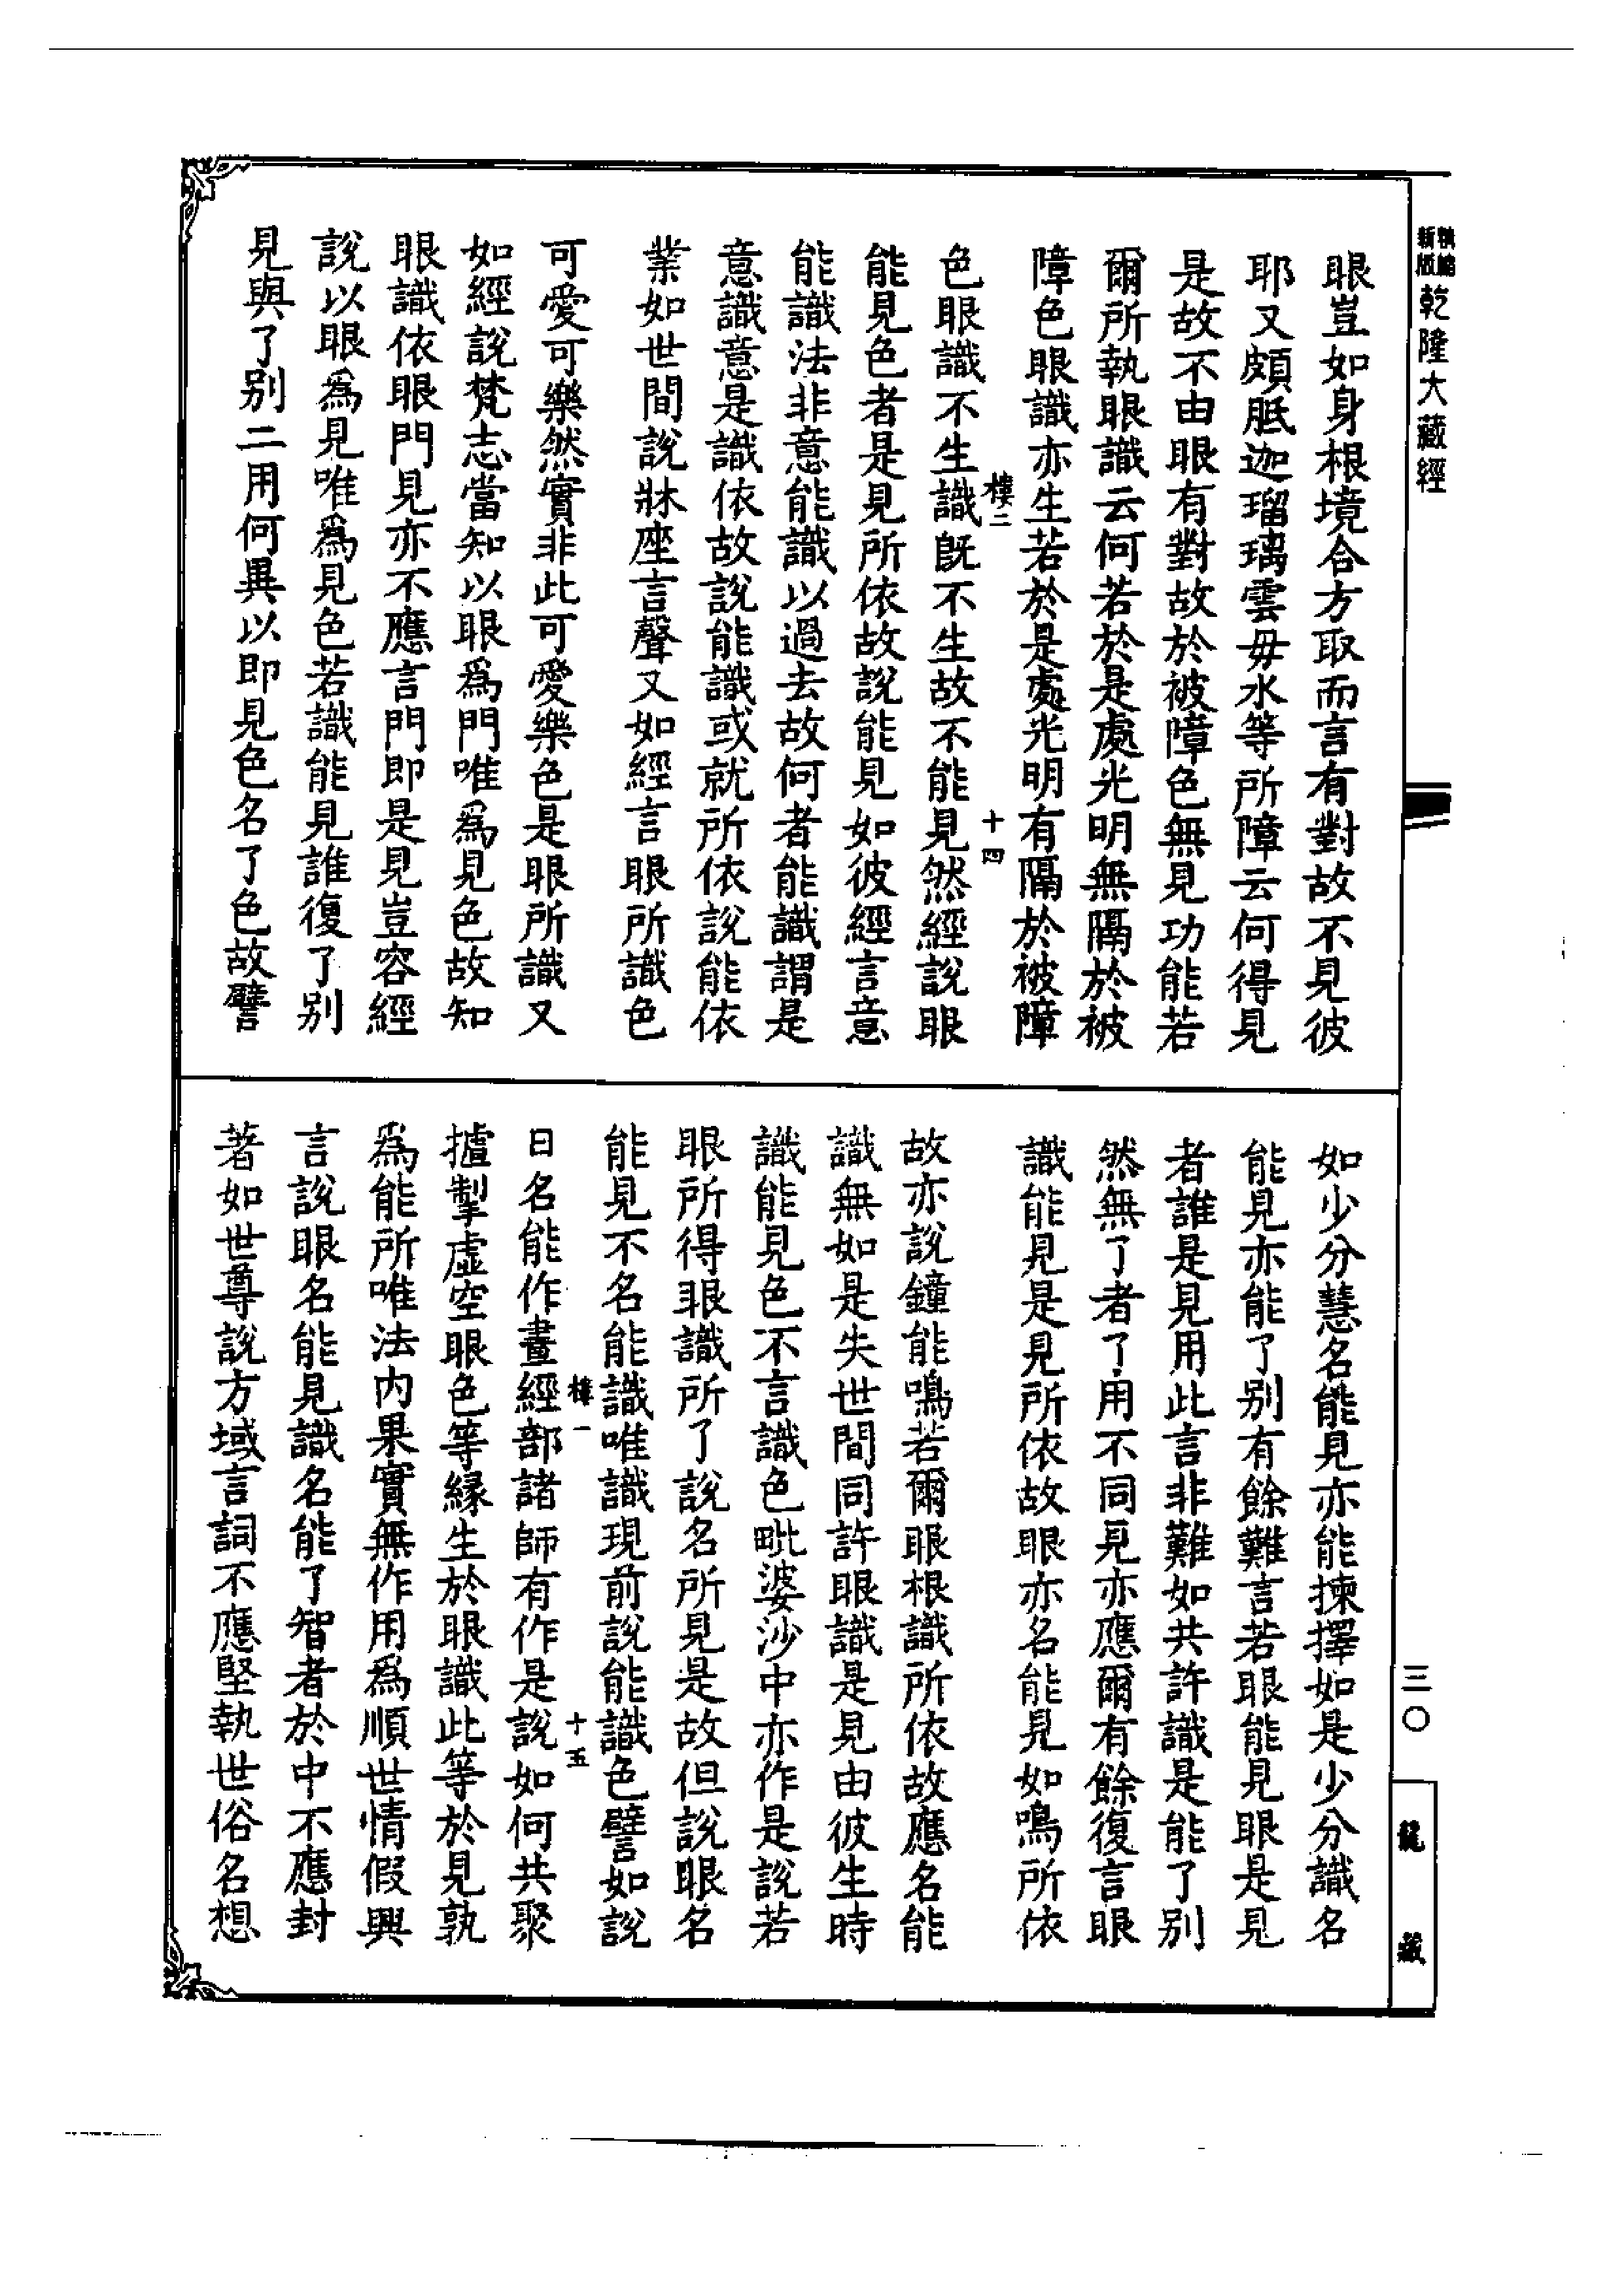 新版
乾隆大藏經
眼豈如身根境合方取而言有對故不見彼
耶又頗胝迦瑠璃雲毋水等所障云何得見
是故不由眼有對故於被障色無見功能若
爾所執眼識云何若於是處光明無隔於被
障色眼識亦生若於是處光明有隔於被障
樓二
十四
色眼識不生識旣不生故不能見然經說眼
能見色者是見所依故說能見如彼經言意
能識法非意能識以過去故何者能識謂是
意識意是識依故說能識或就所依說能依
業如世間說牀座言聲又如經言眼所識色
可愛可樂然實非此可愛樂色是眼所識又
如經說梵志當知以眼爲門唯爲見色故知
眼識依眼門見亦不應言門即是見豈容經
說以眼爲見唯爲見色若識能見誰復了別
見與了别二用何異以即見色名了色故譬
如少分慧名能見亦能揀擇如是少分識名
能見亦能了别有餘難言若眼能見眼是見
者誰是見用此言非難如共許識是能了别
然無了者了用不同見亦應爾有餘復言眼
識能見是見所依故眼亦名能見如鳴所依
故亦說鐘能鳴若爾眼根識所依故應名能
識無如是失世間同許眼識是見由彼生時
識能見色不言識色毗婆沙中亦作是說若
眼所得眼識所了說名所見是故但說眼名
能見不名能識唯識現前說能識色譬如說
樓一
十五
日名能作晝經部諸師有作是說如何共聚
摣掣虛空眼色等緣生於眼識此等於見孰
爲能所唯法內果實無作用爲順世情假興
言說眼名能見識名能了智者於中不應封
著如世尊說方域言詞不應堅執世俗名想
三〇
龍藏